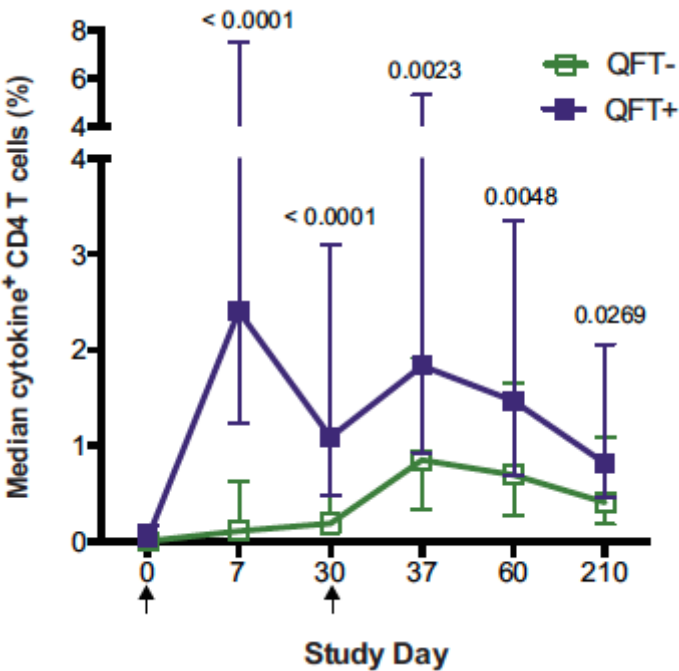 < 0.0001
8
6
4
4
3
2
1
0
0.0023
< 0.0001
0.0048
0.0269
QFT-
QFT+
Median cytokine⁺ CD4 T cells (%)
0 7 30 37 60 210
Study Day